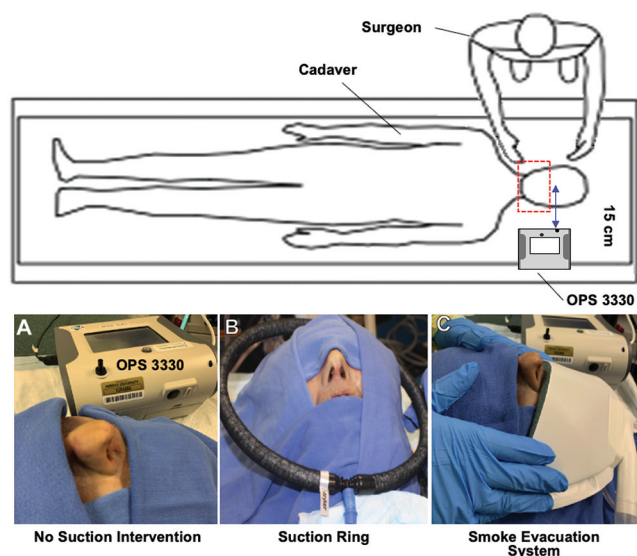 Surgeon
Cadaver
15 cm
OPS 3330
A
OPS 3330
B
C
No Suction Intervention
Suction Ring
Smoke Evacuation
System